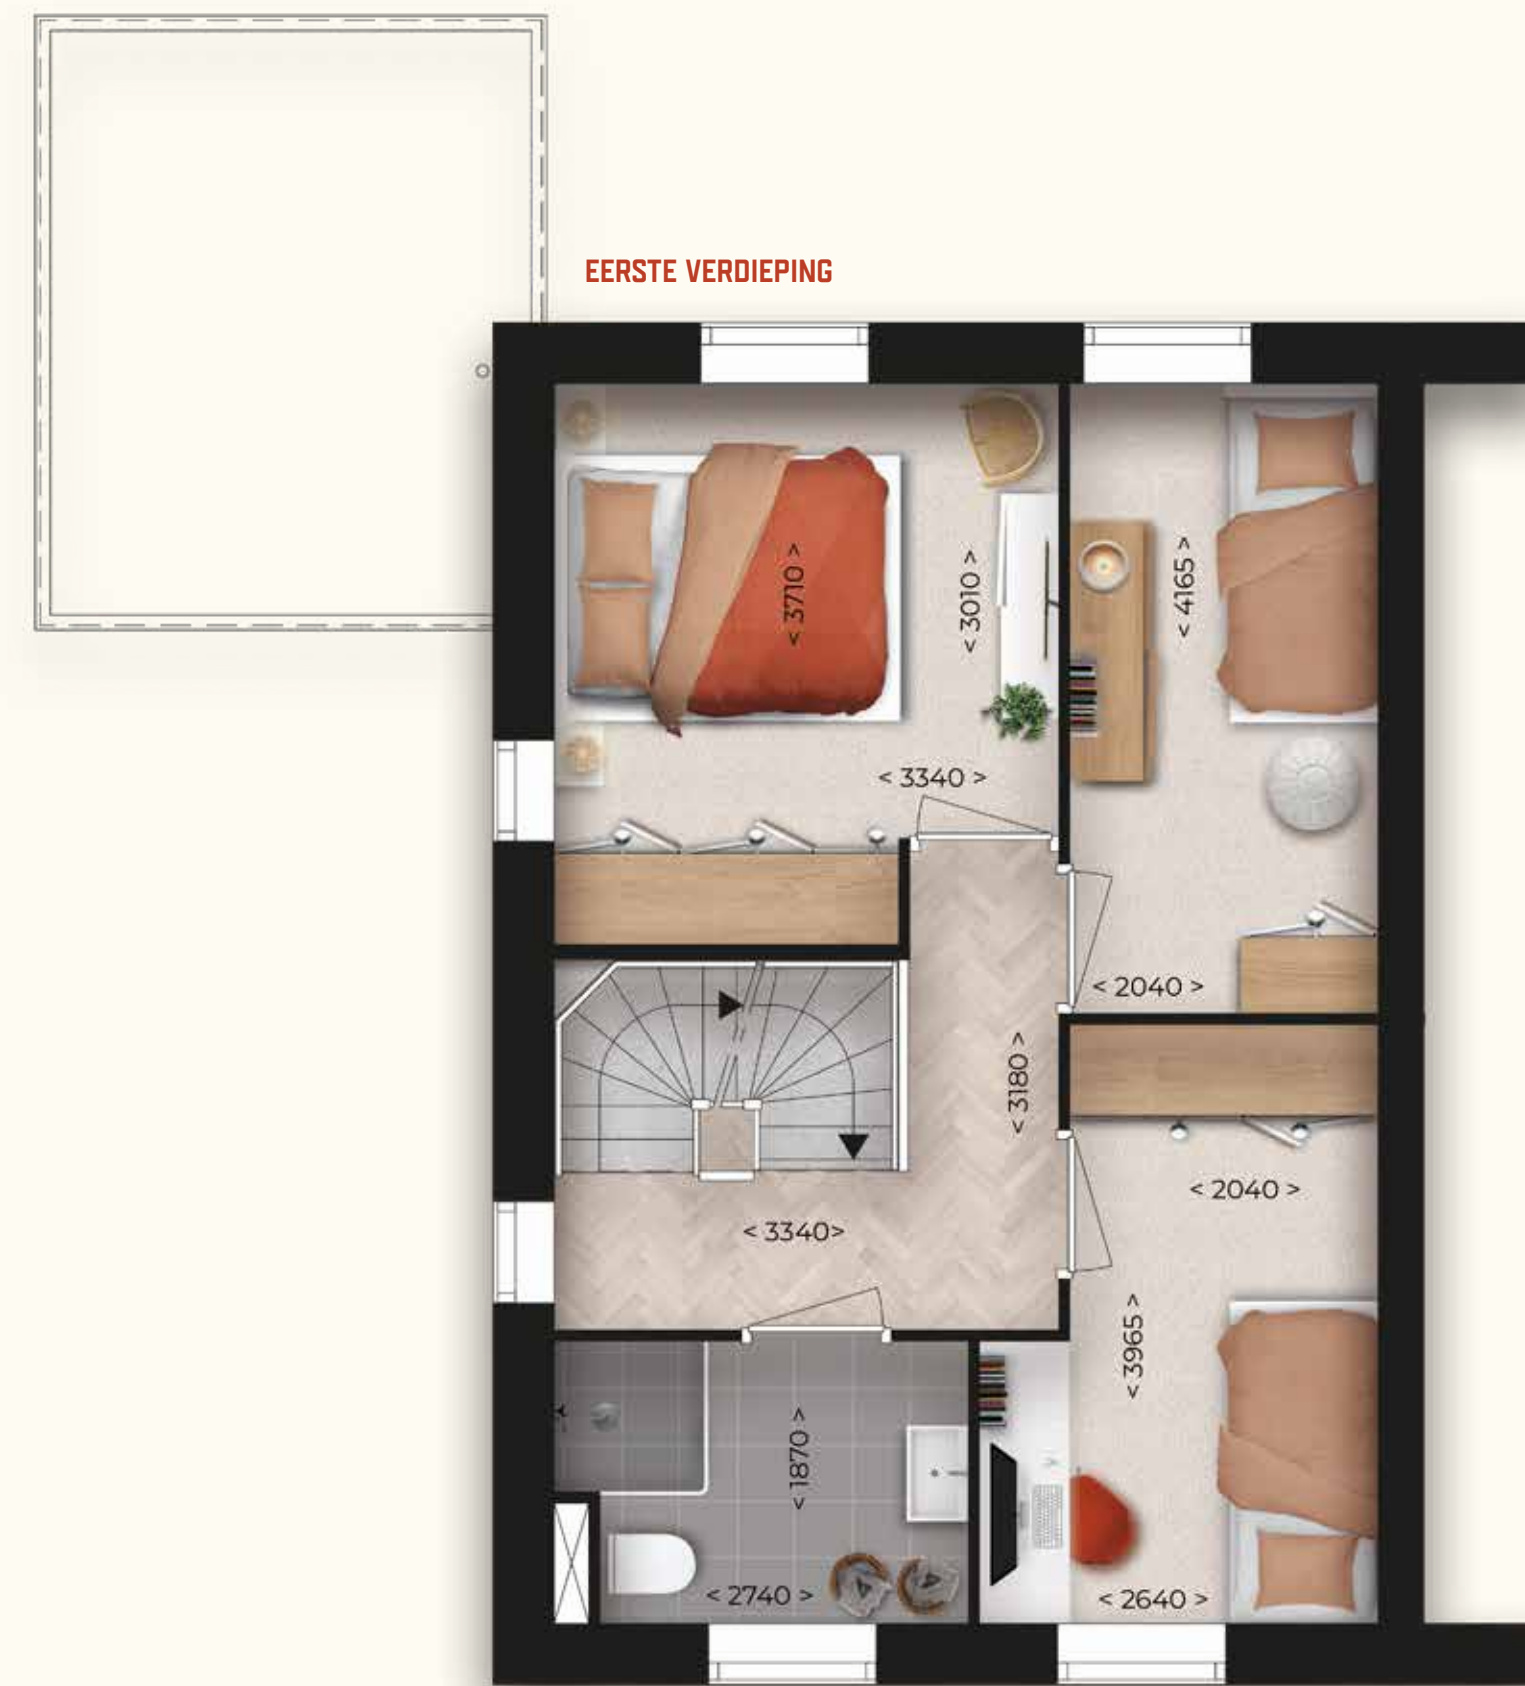 EERSTE VERDIEPING
< 3710 >
< 3010 >
< 4165 >
< 3340 >
< 2040 >
< 3180 >
< 2040 >
< 3340>
< 3965 >
< 1870 >
< 2740 >
< 2640 >